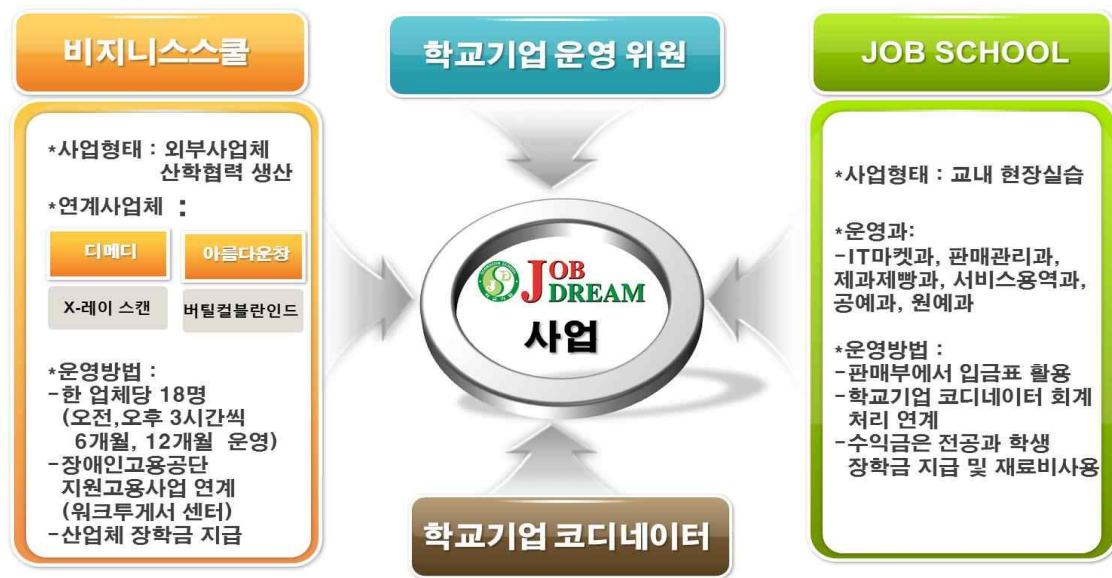 비지니스스쿨
*사업형태 : 외부사업체
산학협력 생산
*연계사업체 :
디메디
아름다운창
X-레이 스캔
버틸컬블란인드
*운영방법 :
-한 업체당 18명
(오전,오후 3시간씩
6개월, 12개월 운영)
-장애인고용공단
지원고용사업 연계
(워크투게서 센터)
-산업체 장학금 지급
학교기업 운영 위원
JOB
DREAM
사업
학교기업 코디네이터
JOB SCHOOL
*사업형태 : 교내 현장실습
*운영과:
-IT마켓과, 판매관리과,
제과제빵과, 서비스용역과,
공예과, 원예과
*운영방법 :
-판매부에서 입금표 활용
-학교기업 코디네이터 회계
처리 연계
-수익금은 전공과 학생
장학금 지급 및 재료비사용